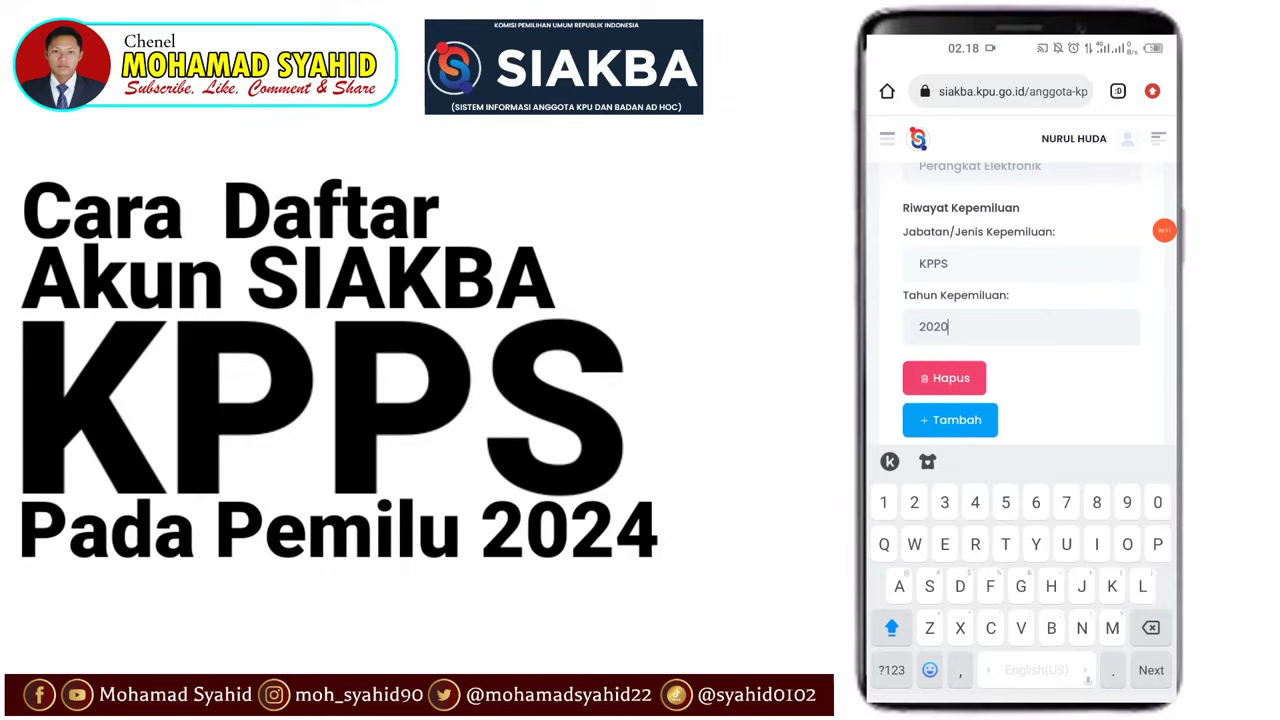 Chenel
MOHAMAD SYAHID
Subscribe, Like, Comment & Share
KOMISI PEMILIHAN UMUM REPUBLIK INDONESIA
SIAKBA
(SISTEM INFORMASI ANGGOTA KPU DAN BADAN AD HOC)
Cara Daftar
Akun SIAKBA
KPPS
Pada Pemilu 2024
Mohamad Syahid
moh_syahid90
@mohamadsyahid22
@syahid0102
02.18
siakba.kpu.go.id/anggota-kp
:D
NURUL HUDA
Perangkat Elektronik
Riwayat Kepemiluan
Jabatan/Jenis Kepemiluan:
KPPS
Tahun Kepemiluan:
2020
Hapus
+ Tambah
1 2 3 4 5 6 7 8 9 0
Q W E R T Y U I O P
A S D F G H J K L
Z X C V B N M
?123 , English(US) . Next